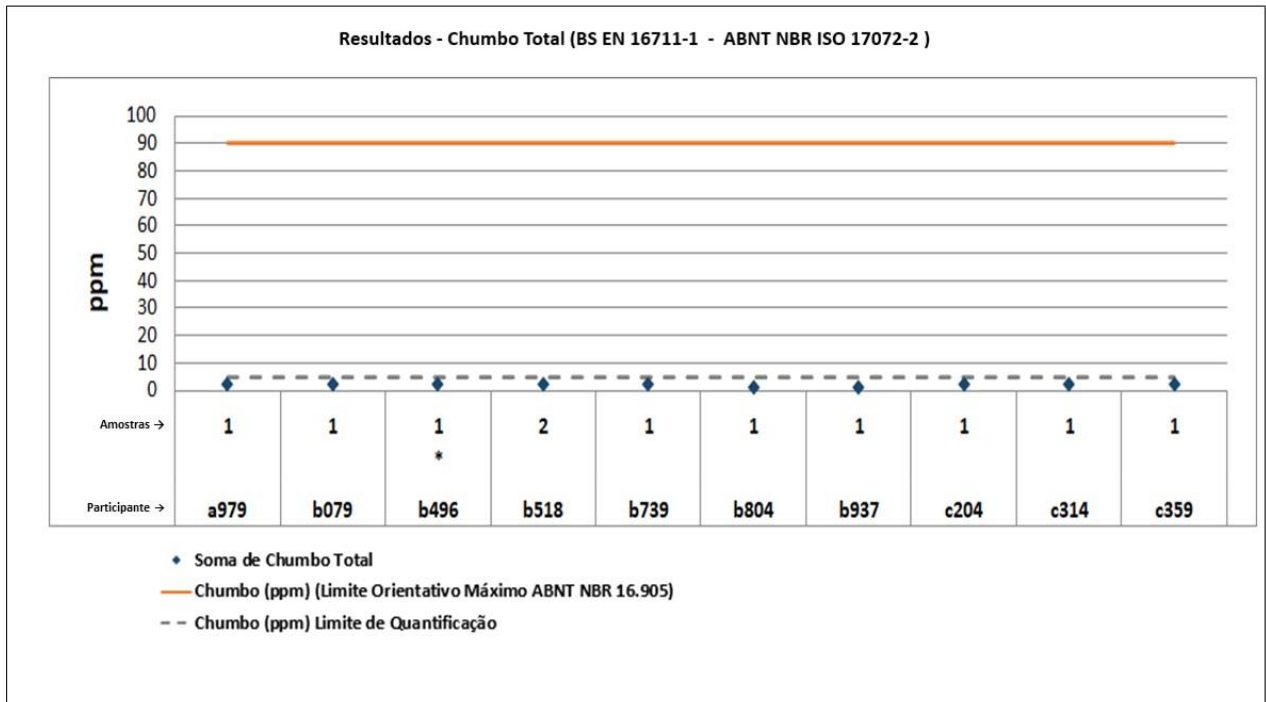 Resultados - Chumbo Total (BS EN 16711-1 - ABNT NBR ISO 17072-2 )
100
90
80
70
60
50
40
30
20
10
0
ppm
Amostras → 1 1 1 2 1 1 1 1 1 1
*
Participante → a979 b079 b496 b518 b739 b804 b937 c204 c314 c359
Soma de Chumbo Total
Chumbo (ppm) (Limite Orientativo Máximo ABNT NBR 16.905)
Chumbo (ppm) Limite de Quantificação